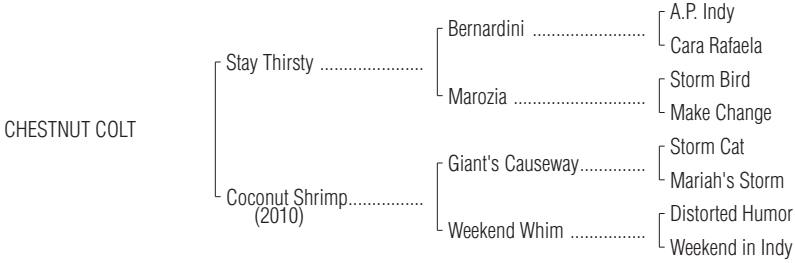 A.P. Indy
Bernardini ........................
Cara Rafaela
Stay Thirsty ......................
Storm Bird
Marozia ............................
Make Change
CHESTNUT COLT
Storm Cat
Giant's Causeway..............
Mariah's Storm
Coconut Shrimp................
(2010)
Distorted Humor
Weekend Whim ................
Weekend in Indy